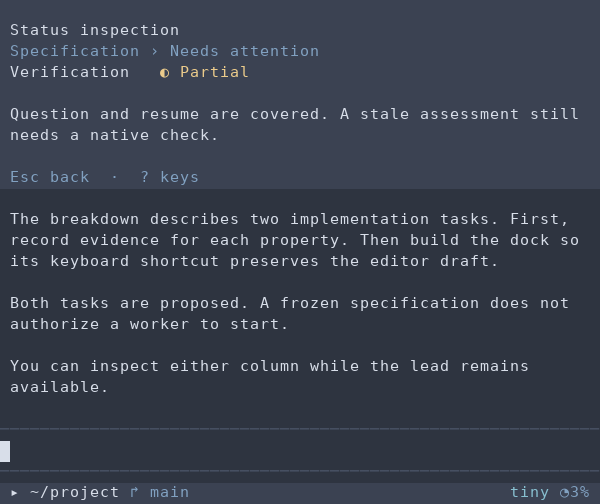 Status inspection
Specification › Needs attention
Verification   ◐ Partial
Question and resume are covered. A stale assessment still
needs a native check.
Esc back  ·  ? keys
The breakdown describes two implementation tasks. First,
record evidence for each property. Then build the dock so
its keyboard shortcut preserves the editor draft.
Both tasks are proposed. A frozen specification does not
authorize a worker to start.
You can inspect either column while the lead remains
available.
▸ ~/project ↱ main                                tiny ◔3%